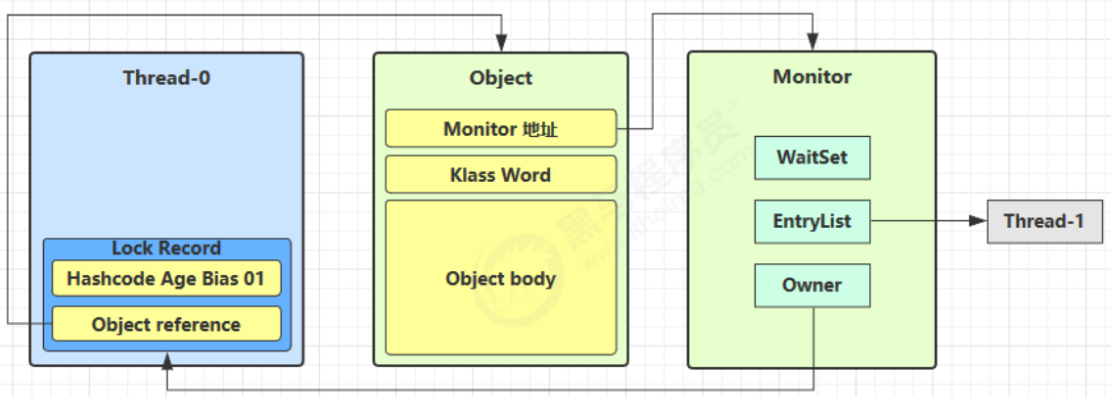 Thread-0
Lock Record
Hashcode Age Bias 01
Object reference
Object
Monitor 地址
Klass Word
Object body
Monitor
WaitSet
EntryList
Owner
Thread-1
黑马程序员
www.itheima.com